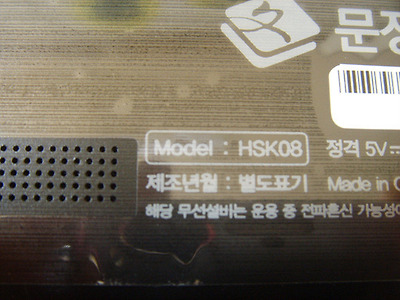 문장
Model : HSK08
정격 5V
제조년월 : 별도표기
Made in
해당 무선설비는 운용 중 전파혼신 가능성이